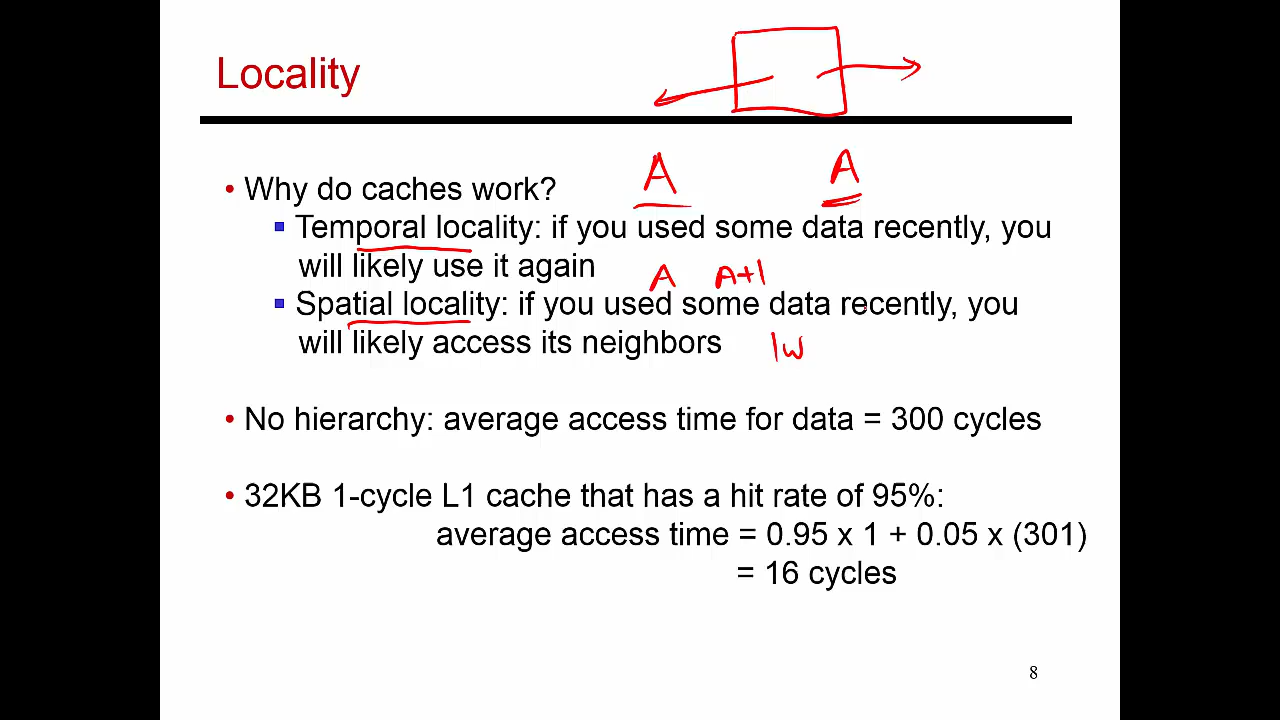 Locality
A A
• Why do caches work?
▪ Temporal locality: if you used some data recently, you
will likely use it again
A A+1
▪ Spatial locality: if you used some data recently, you
will likely access its neighbors
lw
• No hierarchy: average access time for data = 300 cycles
• 32KB 1-cycle L1 cache that has a hit rate of 95%:
average access time = 0.95 x 1 + 0.05 x (301)
= 16 cycles
8